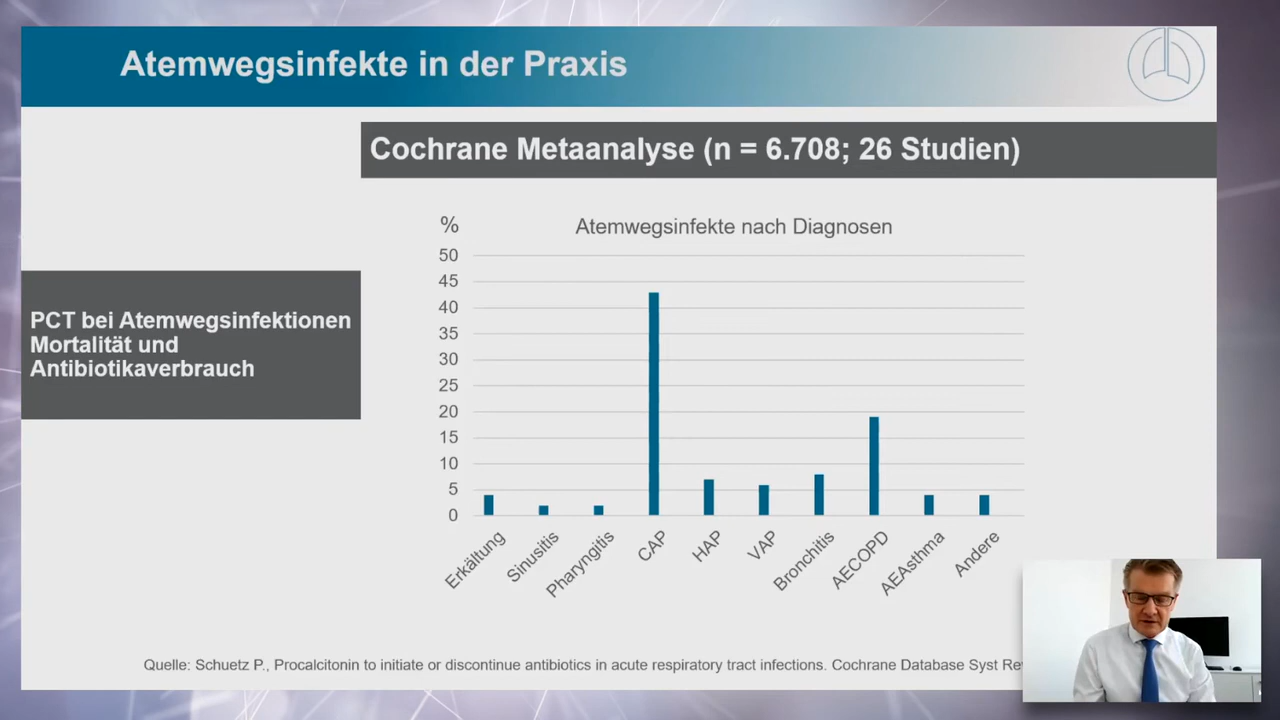 Atemwegsinfekte in der Praxis
Cochrane Metaanalyse (n = 6.708; 26 Studien)
PCT bei Atemwegsinfektionen
Mortalität und
Antibiotikaverbrauch
% Atemwegsinfekte nach Diagnosen
50
45
40
35
30
25
20
15
10
5
0
Erkältung
Sinusitis
Pharyngitis
CAP
HAP
VAP
Bronchitis
AECOPD
AEAsthma
Andere
Quelle: Schuetz P., Procalcitonin to initiate or discontinue antibiotics in acute respiratory tract infections. Cochrane Database Syst